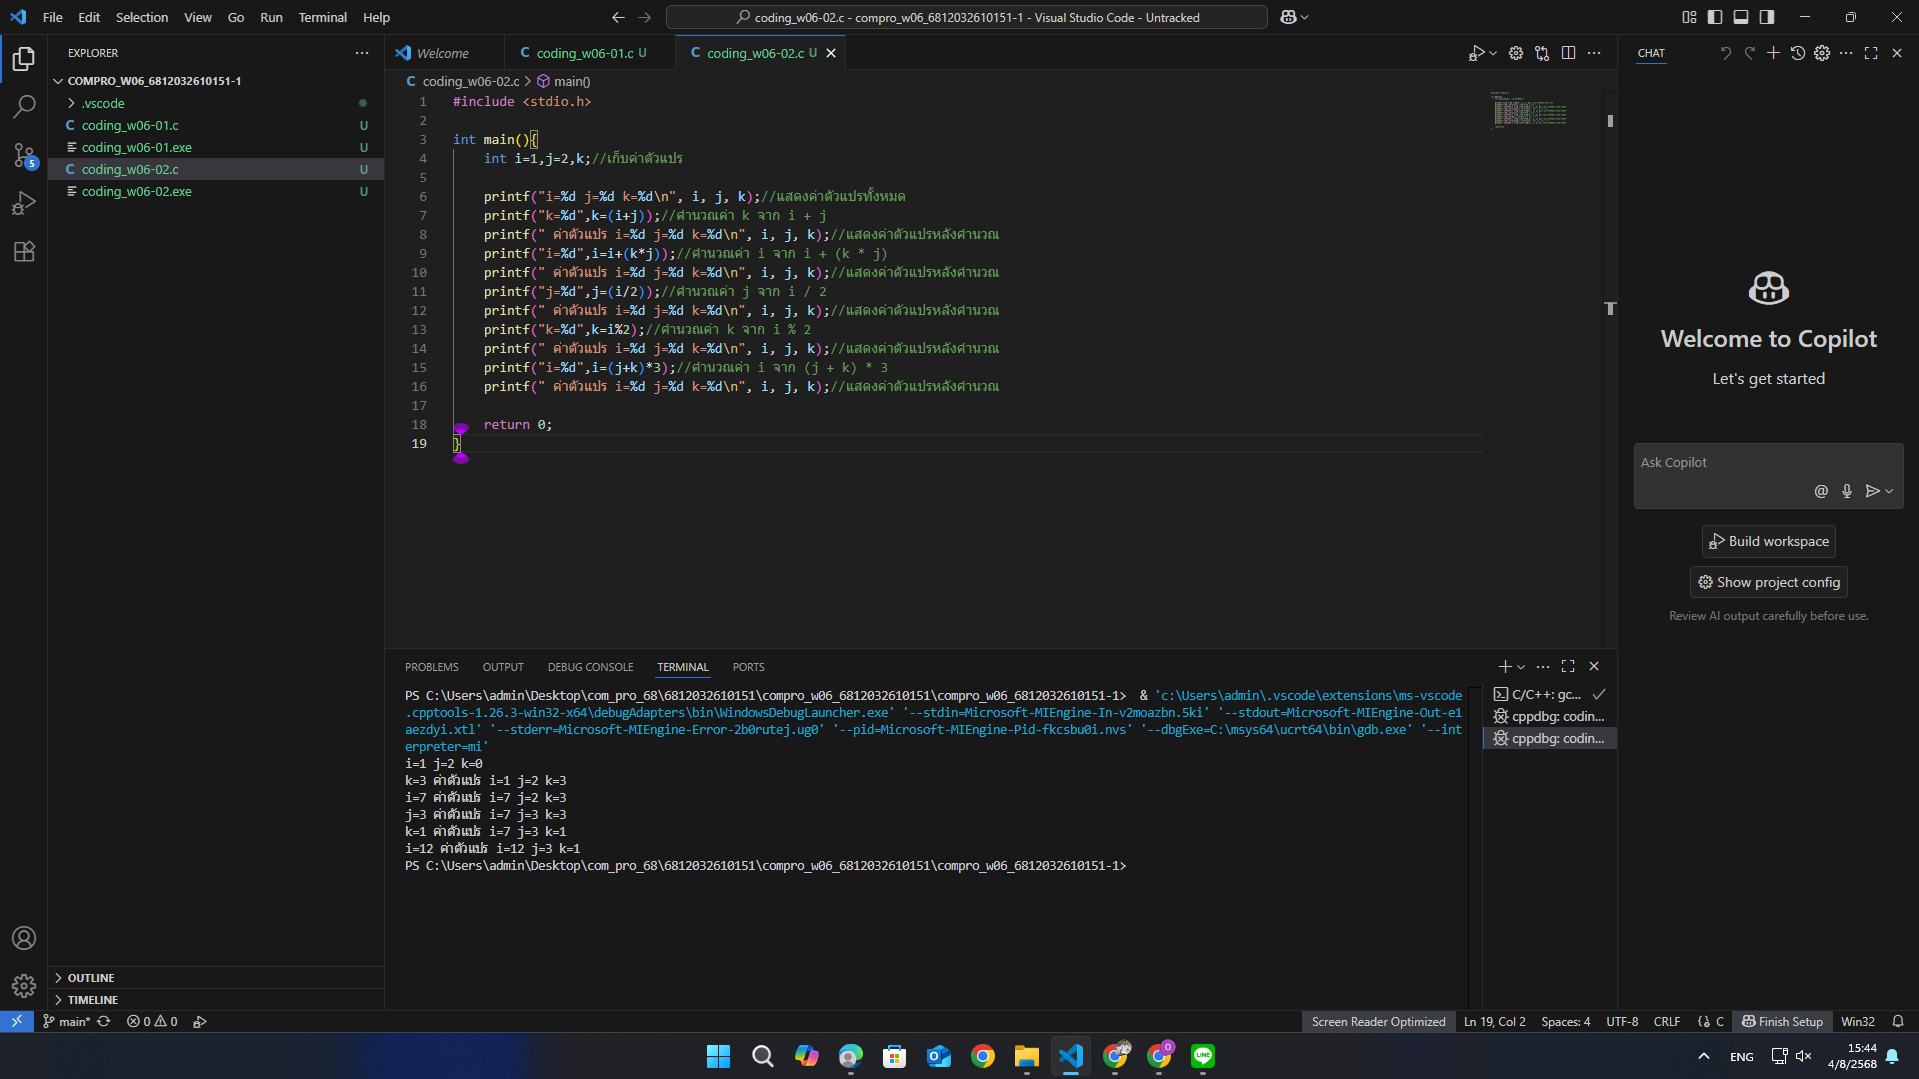 File Edit Selection View Go Run Terminal Help
coding_w06-02.c - compro_w06_6812032610151-1 - Visual Studio Code - Untracked
EXPLORER
COMPRO_W06_6812032610151-1
.vscode
coding_w06-01.c U
coding_w06-01.exe U
coding_w06-02.c U
coding_w06-02.exe U
5
OUTLINE
TIMELINE
Welcome
coding_w06-01.c U
coding_w06-02.c U
coding_w06-02.c > main()
1 #include <stdio.h>
2
3 int main(){
4 int i=1,j=2,k;//เก็บค่าตัวแปร
5
6 printf("i=%d j=%d k=%d\n", i, j, k);//แสดงค่าตัวแปรทั้งหมด
7 printf("k=%d",k=(i+j));//คำนวณค่า k จาก i + j
8 printf(" ค่าตัวแปร i=%d j=%d k=%d\n", i, j, k);//แสดงค่าตัวแปรหลังคำนวณ
9 printf("i=%d",i=i+(k*j));//คำนวณค่า i จาก i + (k * j)
10 printf(" ค่าตัวแปร i=%d j=%d k=%d\n", i, j, k);//แสดงค่าตัวแปรหลังคำนวณ
11 printf("j=%d",j=(i/2));//คำนวณค่า j จาก i / 2
12 printf(" ค่าตัวแปร i=%d j=%d k=%d\n", i, j, k);//แสดงค่าตัวแปรหลังคำนวณ
13 printf("k=%d",k=i%2);//คำนวณค่า k จาก i % 2
14 printf(" ค่าตัวแปร i=%d j=%d k=%d\n", i, j, k);//แสดงค่าตัวแปรหลังคำนวณ
15 printf("i=%d",i=(j+k)*3);//คำนวณค่า i จาก (j + k) * 3
16 printf(" ค่าตัวแปร i=%d j=%d k=%d\n", i, j, k);//แสดงค่าตัวแปรหลังคำนวณ
17
18 return 0;
19 }
PROBLEMS OUTPUT DEBUG CONSOLE TERMINAL PORTS
PS C:\Users\admin\Desktop\com_pro_68\6812032610151\compro_w06_6812032610151\compro_w06_6812032610151-1> & 'c:\Users\admin\.vscode\extensions\ms-vscode
.cpptools-1.26.3-win32-x64\debugAdapters\bin\WindowsDebugLauncher.exe' '--stdin=Microsoft-MIEngine-In-v2moazbn.5ki' '--stdout=Microsoft-MIEngine-Out-e1
aezdyi.xtl' '--stderr=Microsoft-MIEngine-Error-2b0rutej.ug0' '--pid=Microsoft-MIEngine-Pid-fkcsbu0i.nvs' '--dbgExe=C:\msys64\ucrt64\bin\gdb.exe' '--int
erpreter=mi'
i=1 j=2 k=0
k=3 ค่าตัวแปร i=1 j=2 k=3
i=7 ค่าตัวแปร i=7 j=2 k=3
j=3 ค่าตัวแปร i=7 j=3 k=3
k=1 ค่าตัวแปร i=7 j=3 k=1
i=12 ค่าตัวแปร i=12 j=3 k=1
PS C:\Users\admin\Desktop\com_pro_68\6812032610151\compro_w06_6812032610151\compro_w06_6812032610151-1>
C/C++: gc...
cppdbg: codin...
cppdbg: codin...
CHAT
Welcome to Copilot
Let's get started
Ask Copilot
@
Build workspace
Show project config
Review AI output carefully before use.
main* 0 0
Screen Reader Optimized Ln 19, Col 2 Spaces: 4 UTF-8 CRLF {} C Finish Setup Win32
0
LINE
ENG
15:44
4/8/2568